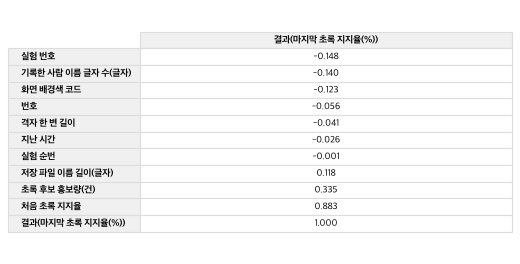 결과(마지막 초록 지지율(%))
실험 번호 -0.148
기록한 사람 이름 글자 수(글자) -0.140
화면 배경색 코드 -0.123
번호 -0.056
격자 한 변 길이 -0.041
지난 시간 -0.026
실험 순번 -0.001
저장 파일 이름 길이(글자) 0.118
초록 후보 홍보량(건) 0.335
처음 초록 지지율 0.883
결과(마지막 초록 지지율(%)) 1.000